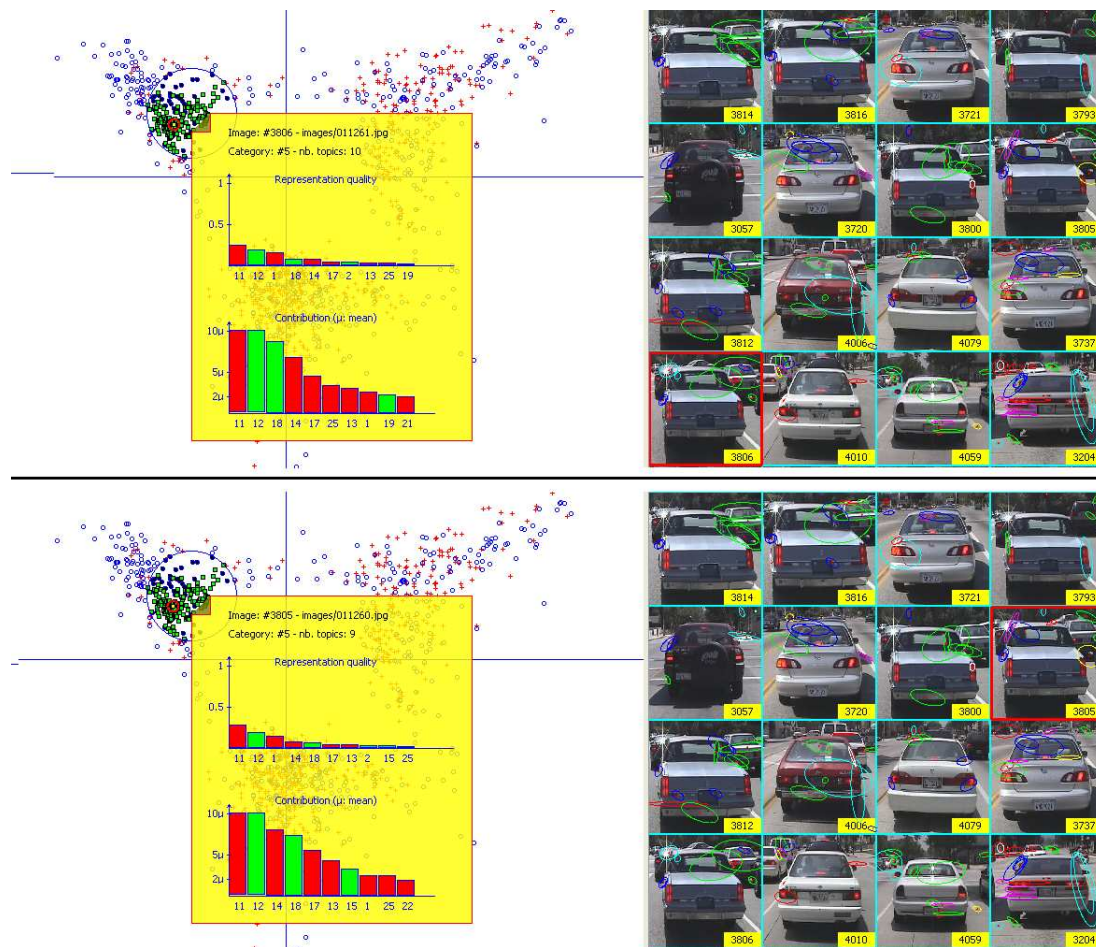 Image: #3806 - images/011261.jpg
Category: #5 - nb. topics: 10
Representation quality
1
0.5
11 12 1 18 14 17 2 13 25 19
Contribution (μ: mean)
10μ
5μ
2μ
11 12 18 14 17 25 13 1 19 21
3814 3816 3721 3793
3057 3720 3800 3805
3812 4006 4079 3737
3806 4010 4059 3204
Image: #3805 - images/011260.jpg
Category: #5 - nb. topics: 9
Representation quality
1
0.5
11 12 1 14 18 17 13 2 15 25
Contribution (μ: mean)
10μ
5μ
2μ
11 12 14 18 17 13 15 1 25 22
3814 3816 3721 3793
3057 3720 3800 3805
3812 4006 4079 3737
3806 4010 4059 3204